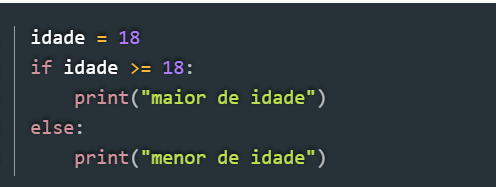 idade = 18
if idade >= 18:
    print("maior de idade")
else:
    print("menor de idade")